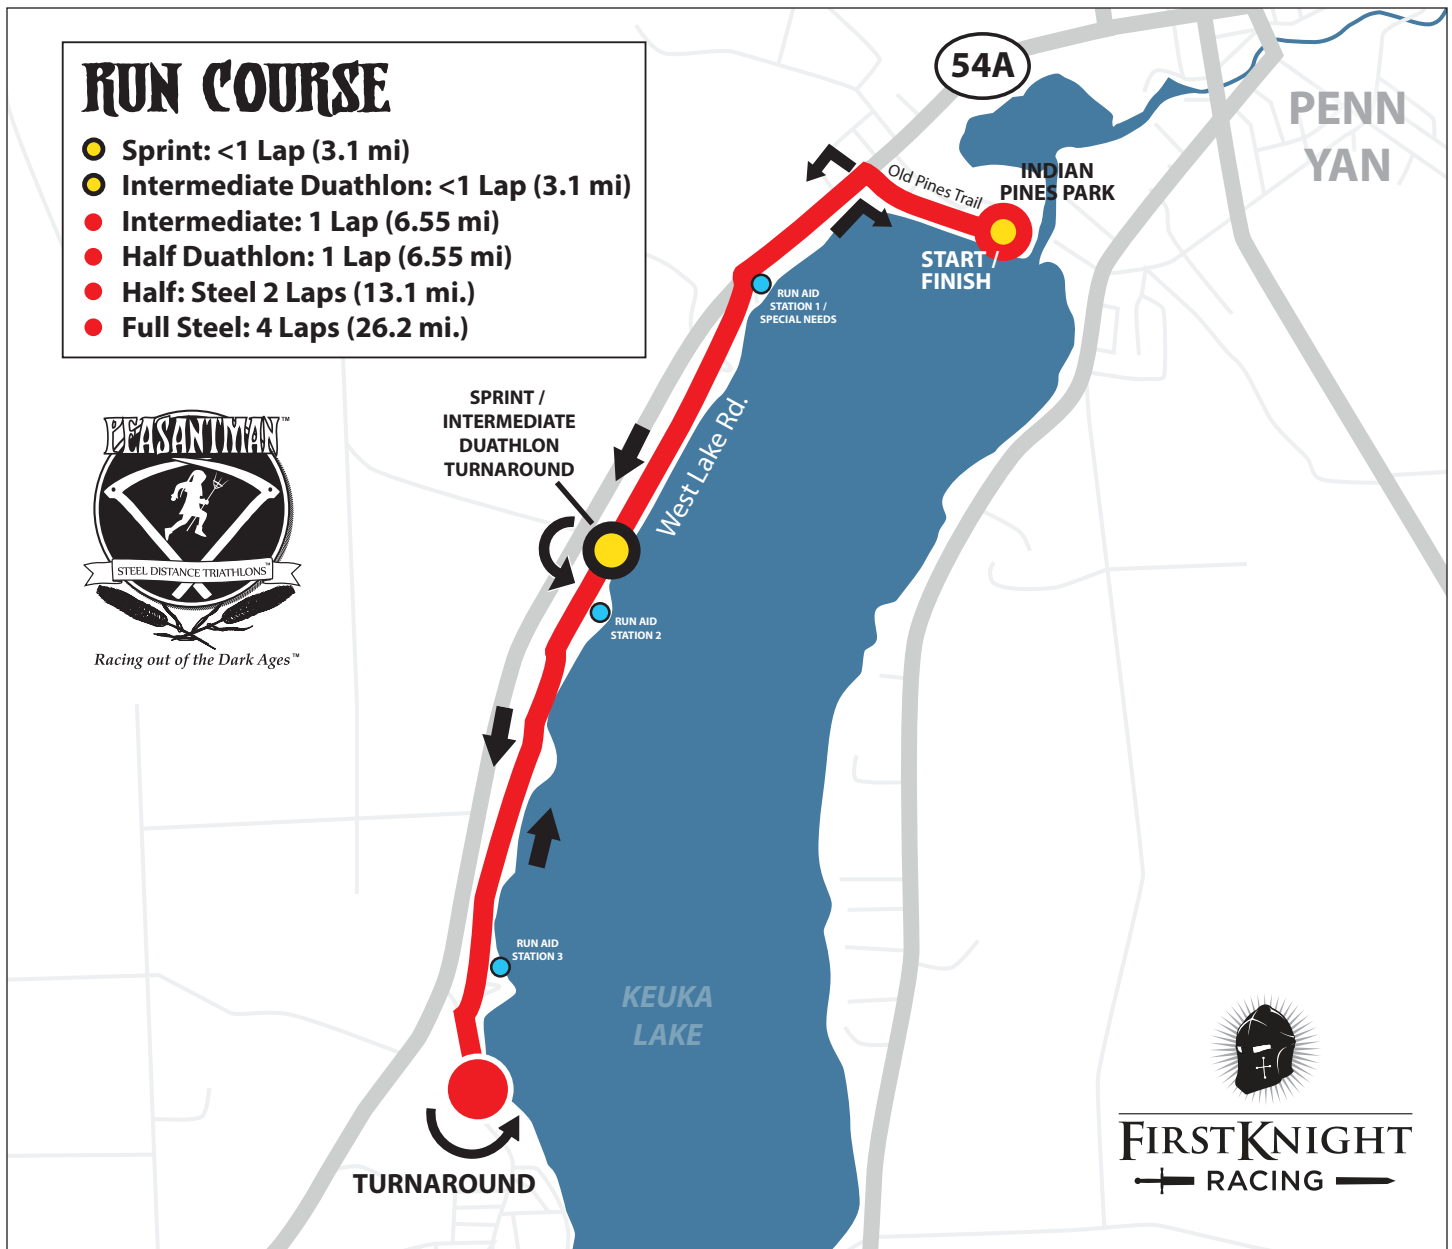 RUN COURSE
Sprint: <1 Lap (3.1 mi)
Intermediate Duathlon: <1 Lap (3.1 mi)
Intermediate: 1 Lap (6.55 mi)
Half Duathlon: 1 Lap (6.55 mi)
Half: Steel 2 Laps (13.1 mi.)
Full Steel: 4 Laps (26.2 mi.)
54A
PENN
YAN
Old Pines Trail
INDIAN
PINES PARK
START /
FINISH
RUN AID
STATION 1 /
SPECIAL NEEDS
SPRINT /
INTERMEDIATE
DUATHLON
TURNAROUND
West Lake Rd.
PEASANTMAN™
STEEL DISTANCE TRIATHLONS™
Racing out of the Dark Ages™
RUN AID
STATION 2
RUN AID
STATION 3
KEUKA
LAKE
TURNAROUND
FIRSTKNIGHT
RACING